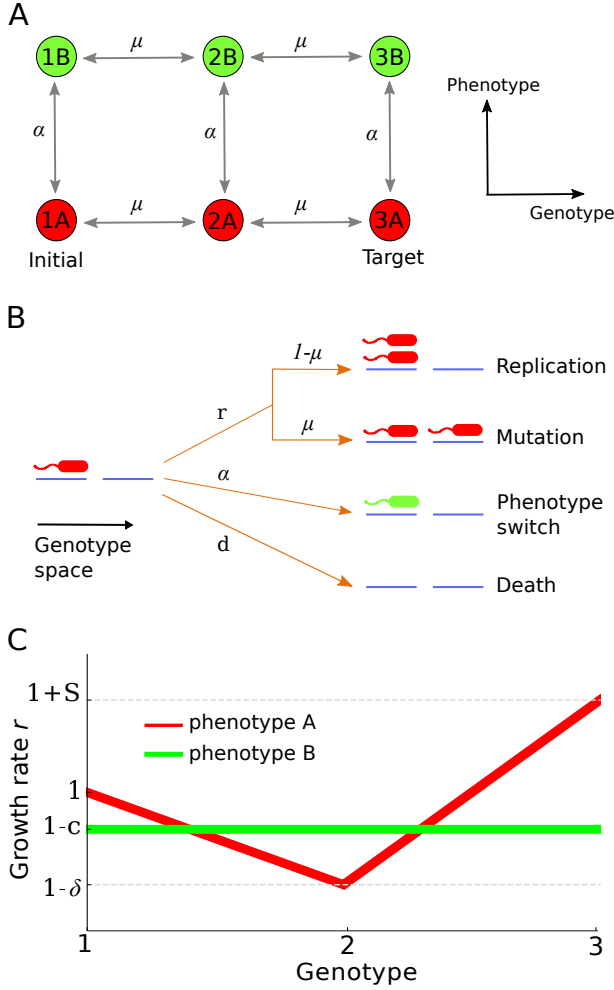 A
1B
μ
2B
μ
3B
α
α
α
Phenotype
Genotype
1A
μ
2A
μ
3A
Initial
Target
B
1-μ
Replication
r
μ
Mutation
α
Phenotype
switch
Genotype
space
d
Death
C
Growth rate r
1+S
1
1-c
1-δ
phenotype A
phenotype B
1
2
3
Genotype